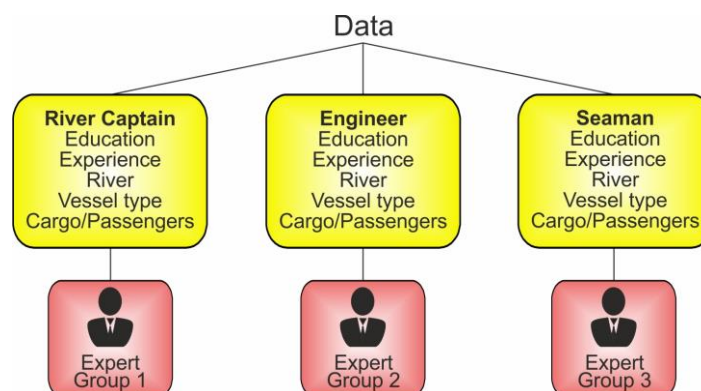 Data
River Captain
Education
Experience
River
Vessel type
Cargo/Passengers
Engineer
Education
Experience
River
Vessel type
Cargo/Passengers
Seaman
Education
Experience
River
Vessel type
Cargo/Passengers
Expert
Group 1
Expert
Group 2
Expert
Group 3